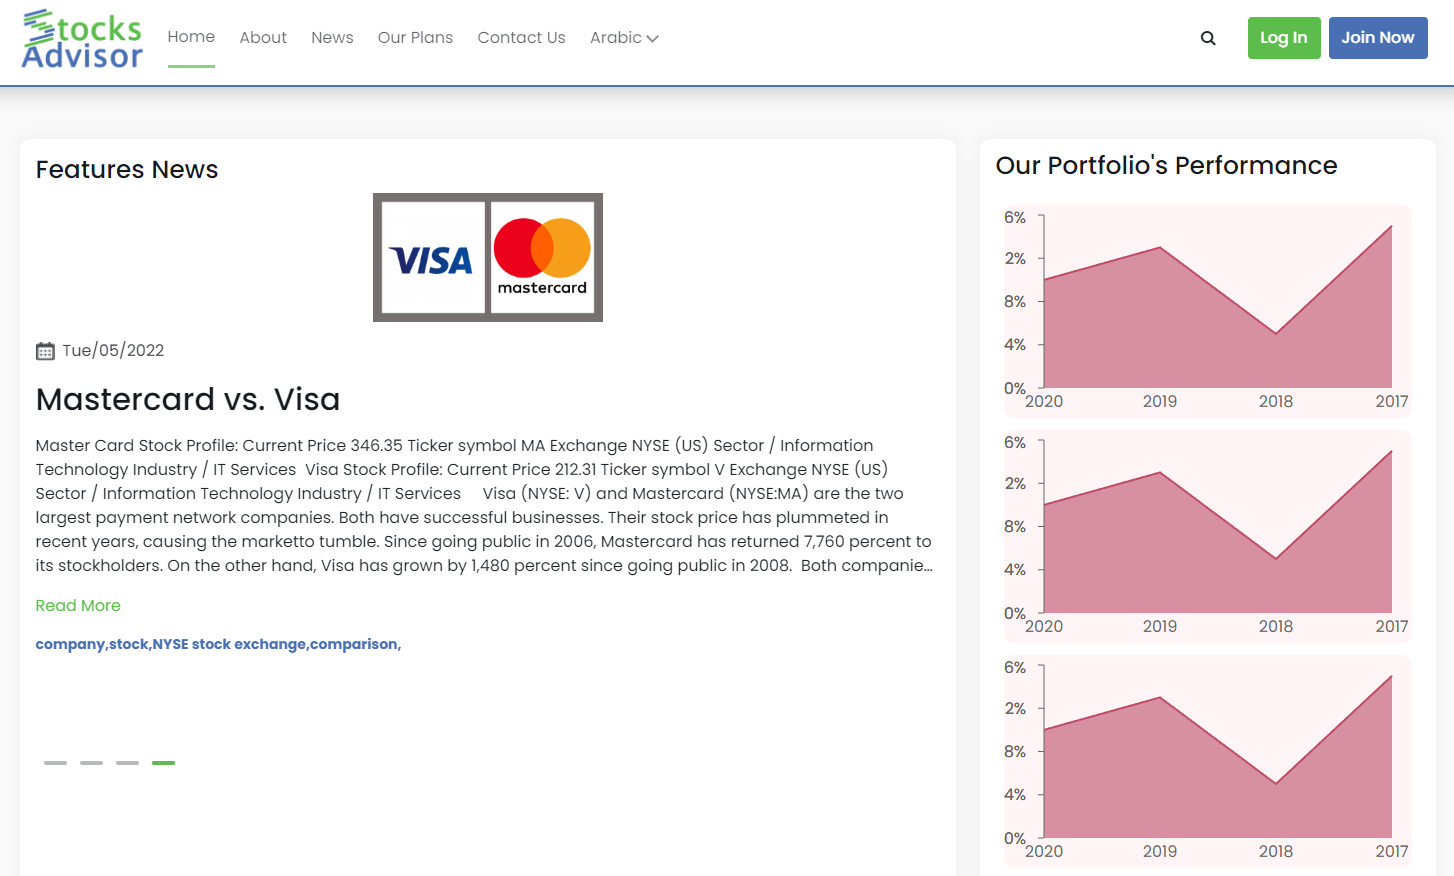 Stocks
Advisor
Home About News Our Plans Contact Us Arabic
Log In Join Now
Features News
VISA
mastercard
Tue/05/2022
Mastercard vs. Visa
Master Card Stock Profile: Current Price 346.35 Ticker symbol MA Exchange NYSE (US) Sector / Information
Technology Industry / IT Services  Visa Stock Profile: Current Price 212.31 Ticker symbol V Exchange NYSE (US)
Sector / Information Technology Industry / IT Services    Visa (NYSE: V) and Mastercard (NYSE:MA) are the two
largest payment network companies. Both have successful businesses. Their stock price has plummeted in
recent years, causing the marketto tumble. Since going public in 2006, Mastercard has returned 7,760 percent to
its stockholders. On the other hand, Visa has grown by 1,480 percent since going public in 2008.  Both companie...
Read More
company,stock,NYSE stock exchange,comparison,
Our Portfolio's Performance
6%
2%
8%
4%
0%
2020 2019 2018 2017
6%
2%
8%
4%
0%
2020 2019 2018 2017
6%
2%
8%
4%
0%
2020 2019 2018 2017